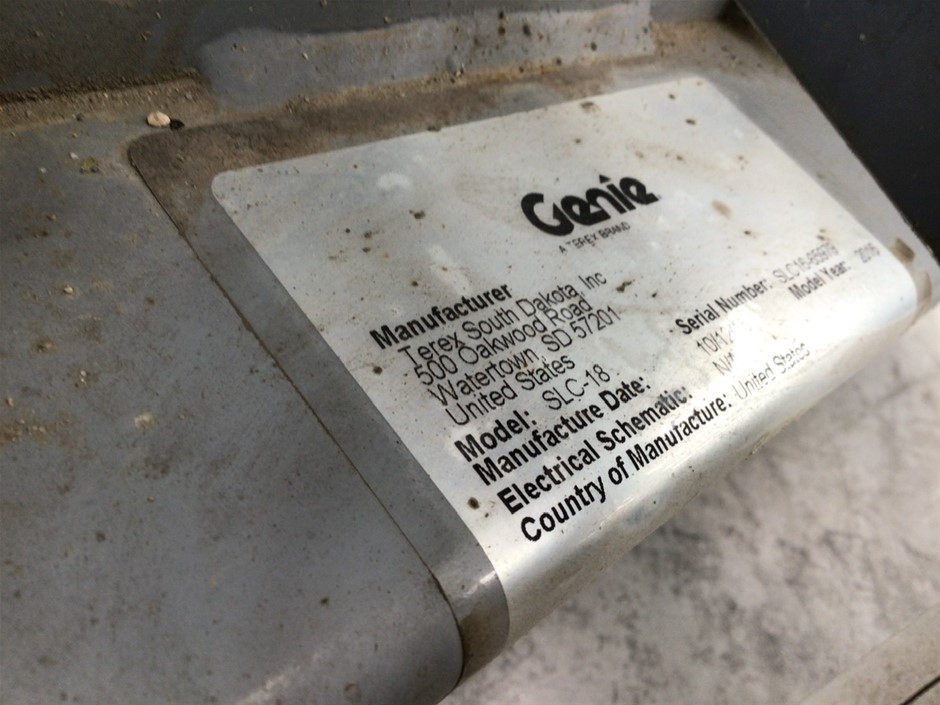 Genie
A TEREX BRAND
Manufacturer
Terex South Dakota, Inc
500 Oakwood Road
Watertown, SD 57201
United States
Serial Number:
Model Year: 2016
Model: SLC-18
Manufacture Date:
Electrical Schematic:
Country of Manufacture: United States